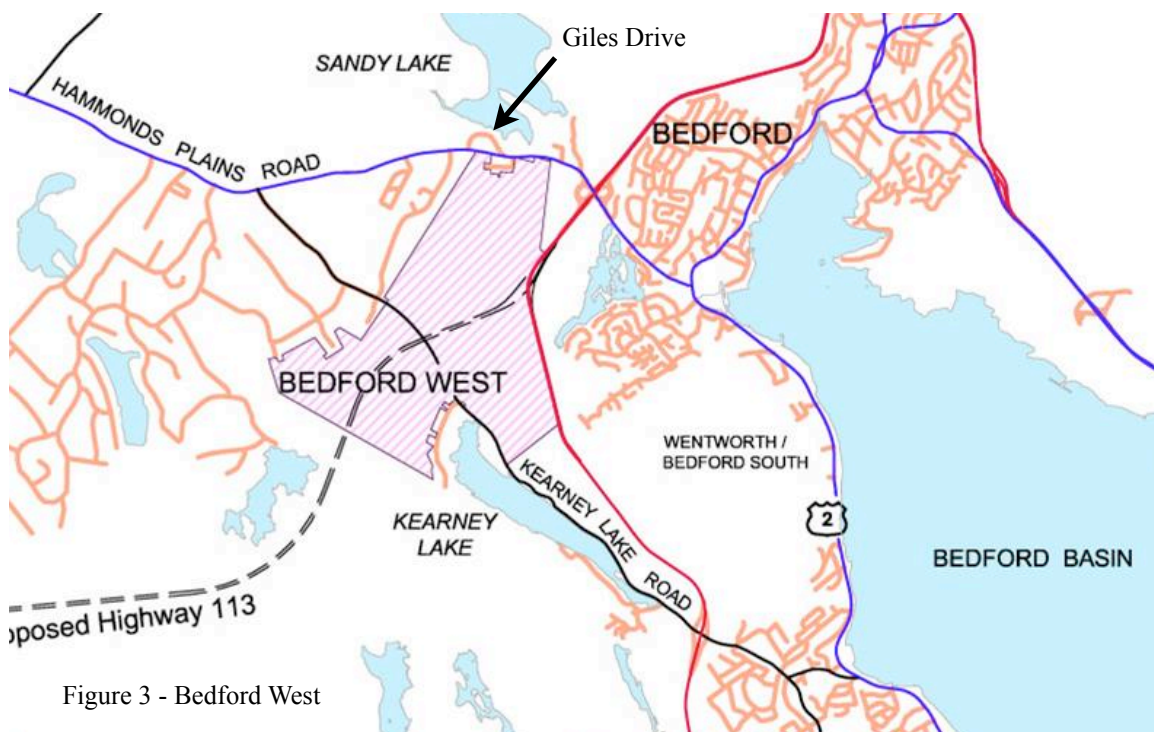 Giles Drive
SANDY LAKE
HAMMONDS PLAINS ROAD
BEDFORD
BEDFORD WEST
WENTWORTH /
BEDFORD SOUTH
KEARNEY
LAKE
KEARNEY LAKE ROAD
2
BEDFORD BASIN
oposed Highway 113
Figure 3 - Bedford West